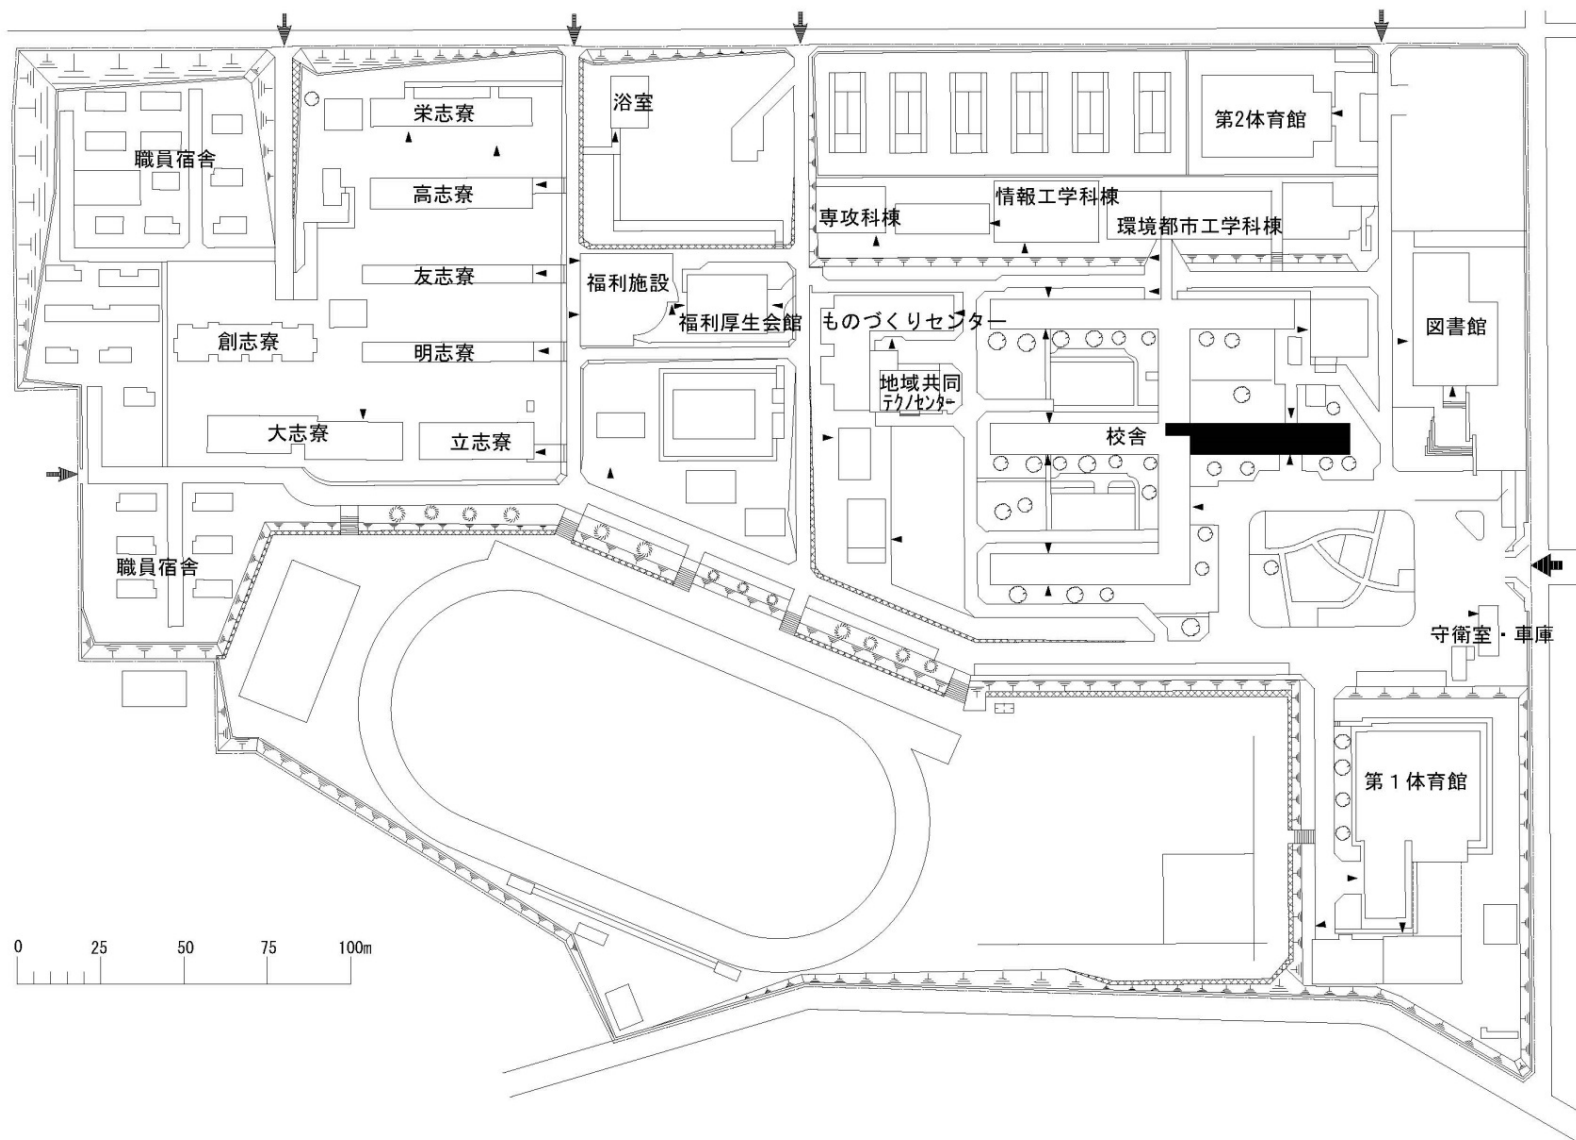 栄志寮
浴室
第2体育館
職員宿舎
高志寮
情報工学科棟
専攻科棟
環境都市工学科棟
友志寮
福利施設
福利厚生会館
ものづくりセンター
図書館
創志寮
明志寮
地域共同
テクノセンター
大志寮
立志寮
校舎
職員宿舎
守衛室・車庫
第1体育館
0 25 50 75 100m